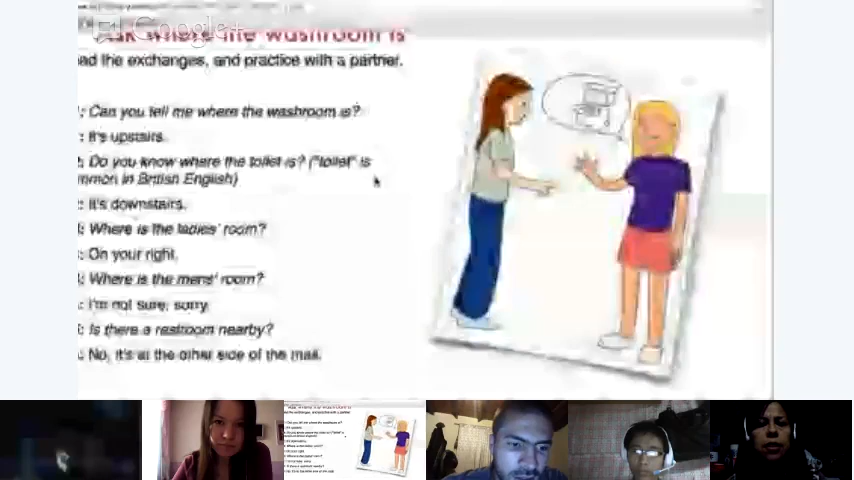 Google+
Ask where the washroom is
ad the exchanges, and practice with a partner.
: Can you tell me where the washroom is?
: It's upstairs.
: Do you know where the toilet is? ("toilet" is
mmon in British English)
: It's downstairs.
: Where is the ladies' room?
: On your right.
: Where is the mens' room?
: I'm not sure, sorry.
: Is there a restroom nearby?
: No, it's at the other side of the mall.